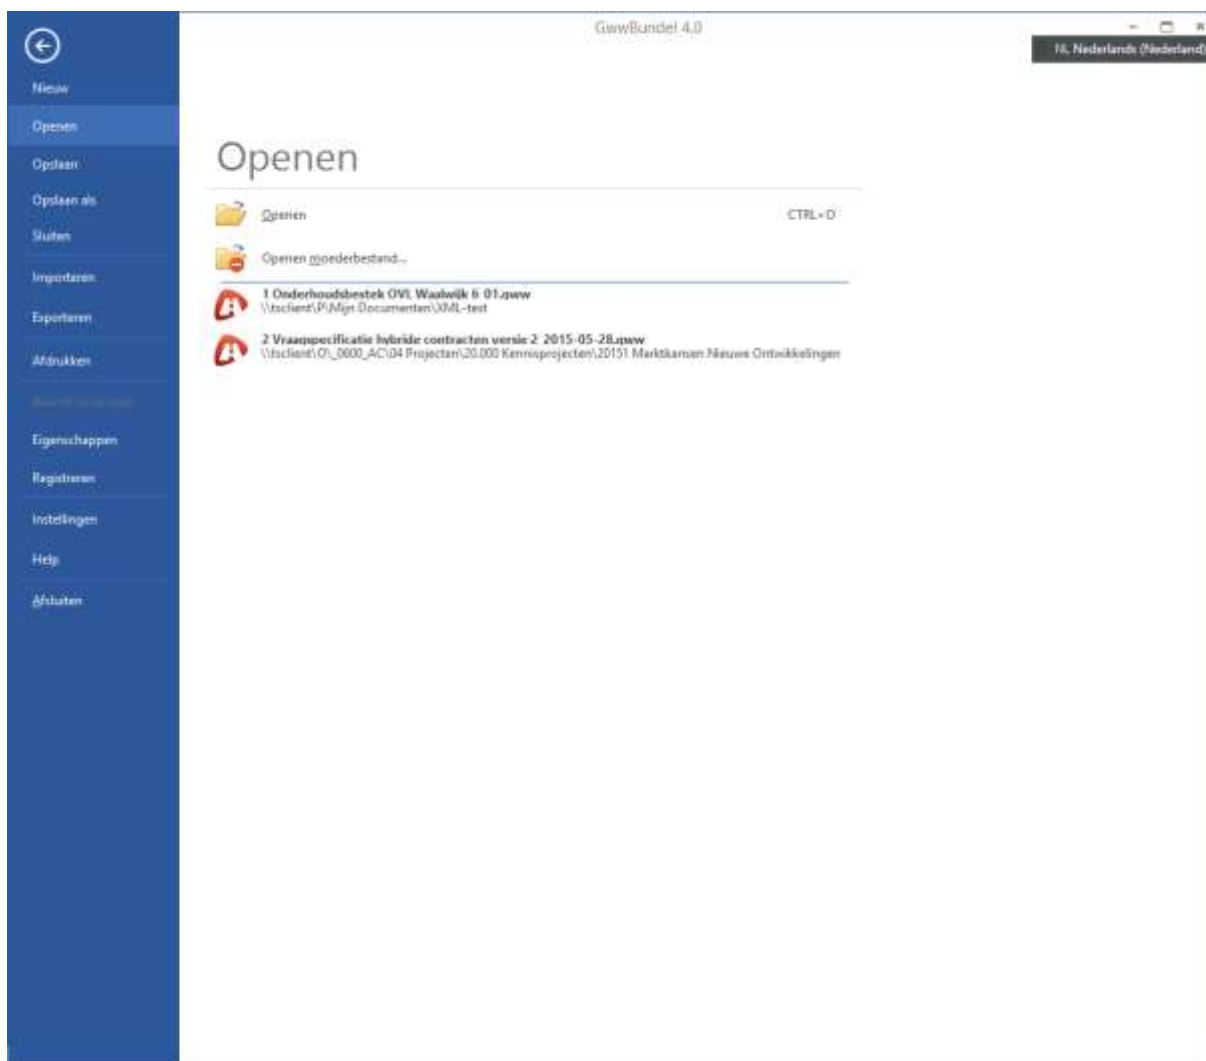 GwwBundel 4.0
NL Nederlands (Nederland)
Nieuw
Openen
Opslaan
Opslaan als
Sluiten
Importeren
Exporteren
Afdrukken
Eigenschappen
Registreren
Instellingen
Help
Afsluiten
Openen
Openen CTRL+O
Openen moederbestand...
1 Onderhoudsbestek OVL Waalwijk 6 01.gww
\\tsclient\P\Mijn Documenten\XML-test
2 Vraagspecificatie hybride contracten versie 2 2015-05-28.gww
\\tsclient\O\_0600_AC\04 Projecten\20.000 Kennisprojecten\20151 Marktkansen Nieuwe Ontwikkelingen